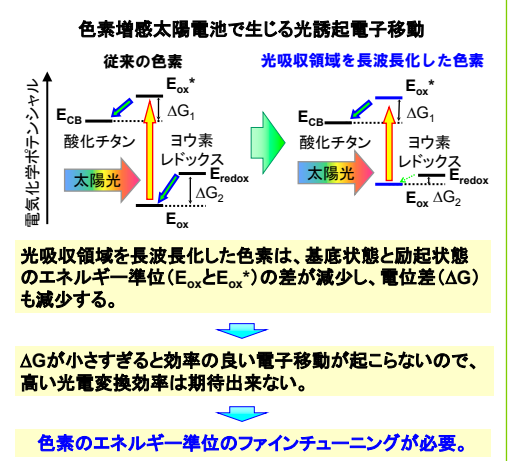 色素増感太陽電池で生じる光誘起電子移動
従来の色素
光吸収領域を長波長化した色素
電気化学ポテンシャル
Eox*
ECB
ΔG1
酸化チタン
ヨウ素
レドックス
太陽光
Eredox
ΔG2
Eox
Eox*
ECB
ΔG1
酸化チタン
ヨウ素
レドックス
太陽光
Eredox
Eox ΔG2
光吸収領域を長波長化した色素は、基底状態と励起状態
のエネルギー準位(EoxとEox*)の差が減少し、電位差(ΔG)
も減少する。
ΔGが小さすぎると効率の良い電子移動が起こらないので、
高い光電変換効率は期待出来ない。
色素のエネルギー準位のファインチューニングが必要。